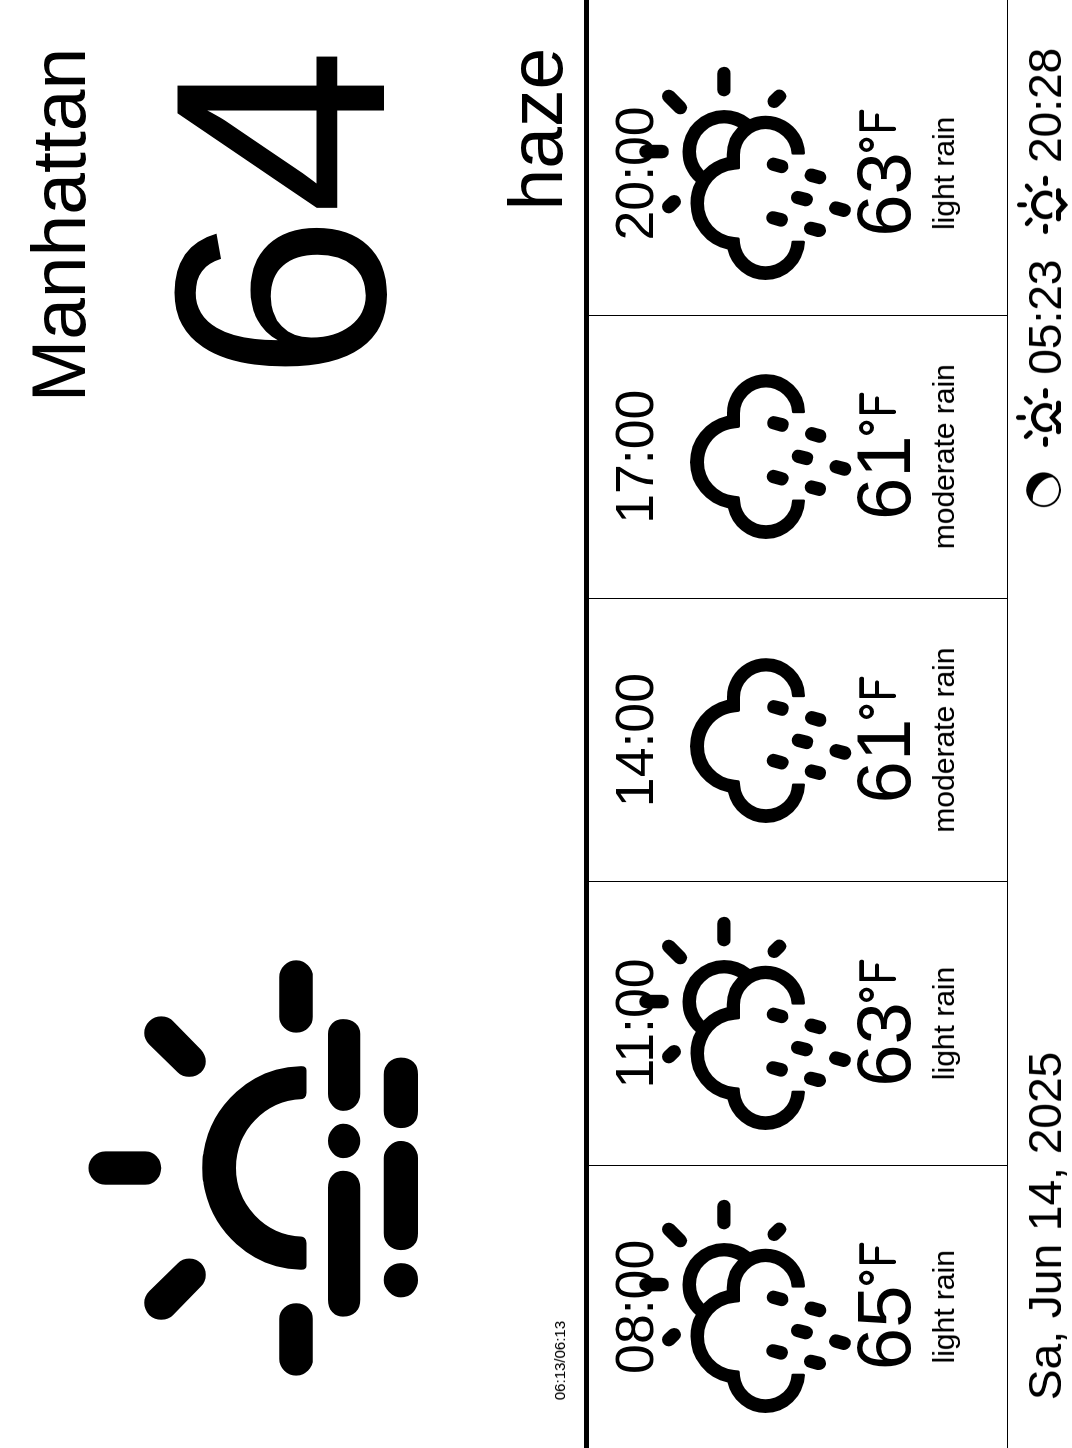 Manhattan
64
haze
06:13/06:13
08:00
65°F
light rain
11:00
63°F
light rain
14:00
61°F
moderate rain
17:00
61°F
moderate rain
20:00
63°F
light rain
Sa, Jun 14, 2025
05:23
20:28